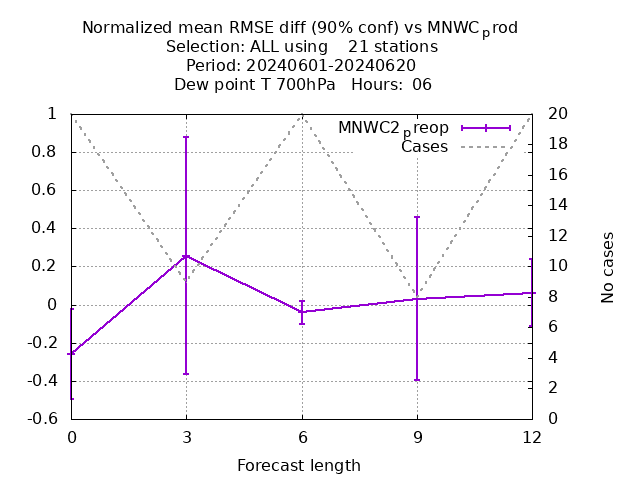 Normalized mean RMSE diff (90% conf) vs MNWCprod
Selection: ALL using    21 stations
Period: 20240601-20240620
Dew point T 700hPa   Hours:  06
MNWC2preop
Cases
1
0.8
0.6
0.4
0.2
0
-0.2
-0.4
-0.6
20
18
16
14
12
10
8
6
4
2
0
No cases
0 3 6 9 12
Forecast length